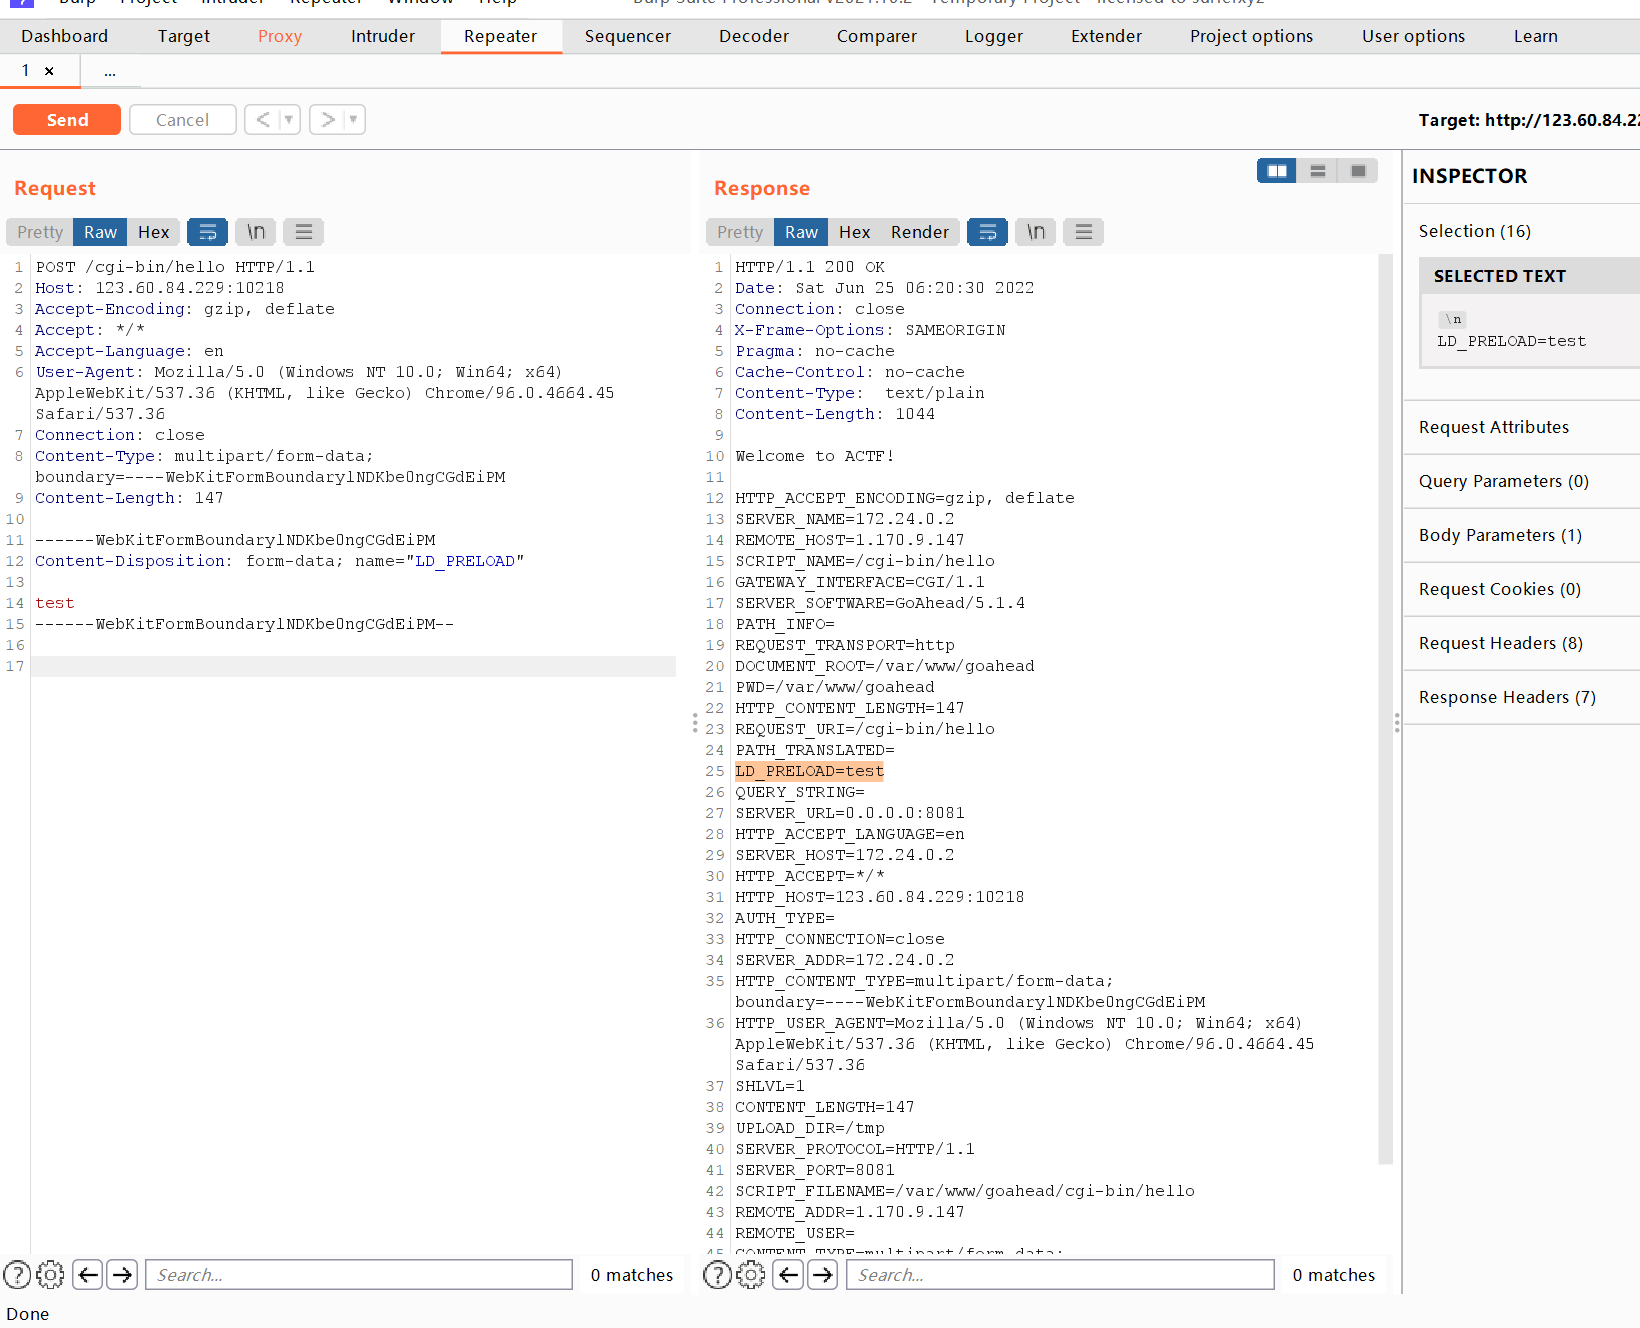 Dashboard Target Proxy Intruder Repeater Sequencer Decoder Comparer Logger Extender Project options User options Learn
1 × ...
Send Cancel < > Target: http://123.60.84.22
Request
Pretty Raw Hex \n
1 POST /cgi-bin/hello HTTP/1.1
2 Host: 123.60.84.229:10218
3 Accept-Encoding: gzip, deflate
4 Accept: */*
5 Accept-Language: en
6 User-Agent: Mozilla/5.0 (Windows NT 10.0; Win64; x64)
AppleWebKit/537.36 (KHTML, like Gecko) Chrome/96.0.4664.45
Safari/537.36
7 Connection: close
8 Content-Type: multipart/form-data;
boundary=----WebKitFormBoundarylNDKbe0ngCGdEiPM
9 Content-Length: 147
10
11 ------WebKitFormBoundarylNDKbe0ngCGdEiPM
12 Content-Disposition: form-data; name="LD_PRELOAD"
13
14 test
15 ------WebKitFormBoundarylNDKbe0ngCGdEiPM--
16
17
Search... 0 matches
Response
Pretty Raw Hex Render \n
1 HTTP/1.1 200 OK
2 Date: Sat Jun 25 06:20:30 2022
3 Connection: close
4 X-Frame-Options: SAMEORIGIN
5 Pragma: no-cache
6 Cache-Control: no-cache
7 Content-Type:  text/plain
8 Content-Length: 1044
9
10 Welcome to ACTF!
11
12 HTTP_ACCEPT_ENCODING=gzip, deflate
13 SERVER_NAME=172.24.0.2
14 REMOTE_HOST=1.170.9.147
15 SCRIPT_NAME=/cgi-bin/hello
16 GATEWAY_INTERFACE=CGI/1.1
17 SERVER_SOFTWARE=GoAhead/5.1.4
18 PATH_INFO=
19 REQUEST_TRANSPORT=http
20 DOCUMENT_ROOT=/var/www/goahead
21 PWD=/var/www/goahead
22 HTTP_CONTENT_LENGTH=147
23 REQUEST_URI=/cgi-bin/hello
24 PATH_TRANSLATED=
25 LD_PRELOAD=test
26 QUERY_STRING=
27 SERVER_URL=0.0.0.0:8081
28 HTTP_ACCEPT_LANGUAGE=en
29 SERVER_HOST=172.24.0.2
30 HTTP_ACCEPT=*/*
31 HTTP_HOST=123.60.84.229:10218
32 AUTH_TYPE=
33 HTTP_CONNECTION=close
34 SERVER_ADDR=172.24.0.2
35 HTTP_CONTENT_TYPE=multipart/form-data;
boundary=----WebKitFormBoundarylNDKbe0ngCGdEiPM
36 HTTP_USER_AGENT=Mozilla/5.0 (Windows NT 10.0; Win64; x64)
AppleWebKit/537.36 (KHTML, like Gecko) Chrome/96.0.4664.45
Safari/537.36
37 SHLVL=1
38 CONTENT_LENGTH=147
39 UPLOAD_DIR=/tmp
40 SERVER_PROTOCOL=HTTP/1.1
41 SERVER_PORT=8081
42 SCRIPT_FILENAME=/var/www/goahead/cgi-bin/hello
43 REMOTE_ADDR=1.170.9.147
44 REMOTE_USER=
45 CONTENT_TYPE=multipart/form-data;
Search... 0 matches
INSPECTOR
Selection (16)
SELECTED TEXT
\n
LD_PRELOAD=test
Request Attributes
Query Parameters (0)
Body Parameters (1)
Request Cookies (0)
Request Headers (8)
Response Headers (7)
Done